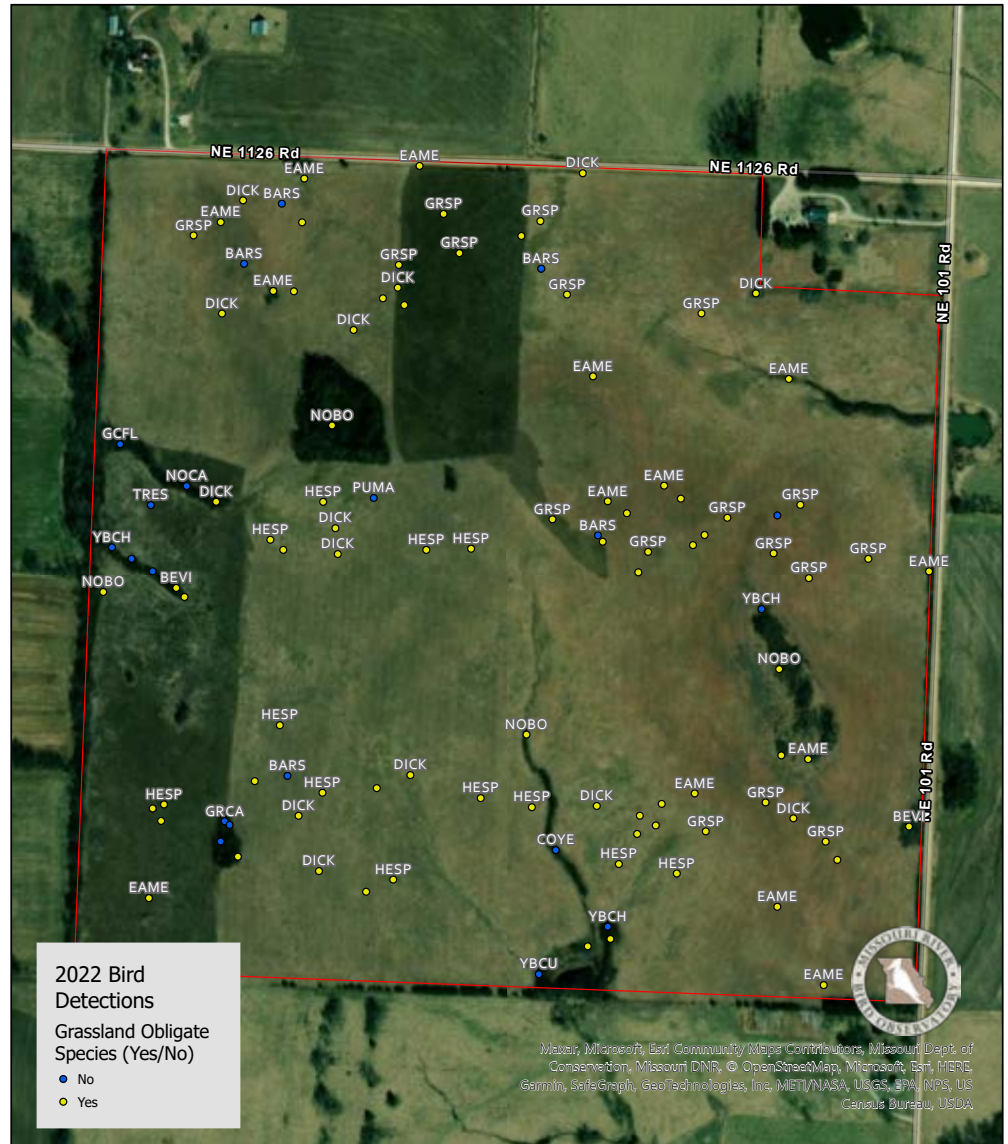 NE 1126 Rd
EAME
DICK
NE 1126 Rd
EAME
DICK
BARS
EAME
GRSP
GRSP
GRSP
BARS
GRSP
GRSP
BARS
EAME
DICK
DICK
GRSP
DICK
GRSP
DICK
NE 101 Rd
EAME
EAME
NOBO
GCFL
NOCA
TRES
DICK
HESP
PUMA
EAME
EAME
GRSP
GRSP
GRSP
BARS
HESP
DICK
DICK
HESP
HESP
GRSP
GRSP
GRSP
GRSP
EAME
YBCH
NOBO
BEVI
YBCH
NOBO
HESP
NOBO
EAME
NE 101 Rd
BARS
DICK
HESP
HESP
HESP
DICK
EAME
GRSP
DICK
BEVI
HESP
GRCA
DICK
COYE
GRSP
GRSP
DICK
HESP
HESP
HESP
EAME
EAME
YBCH
YBCU
EAME
2022 Bird
Detections
Grassland Obligate
Species (Yes/No)
No
Yes
MISSOURI RIVER
BIRD OBSERVATORY
Maxar, Microsoft, Esri Community Maps Contributors, Missouri Dept. of
Conservation, Missouri DNR, © OpenStreetMap, Microsoft, Esri, HERE,
Garmin, SafeGraph, GeoTechnologies, Inc, METI/NASA, USGS, EPA, NPS, US
Census Bureau, USDA